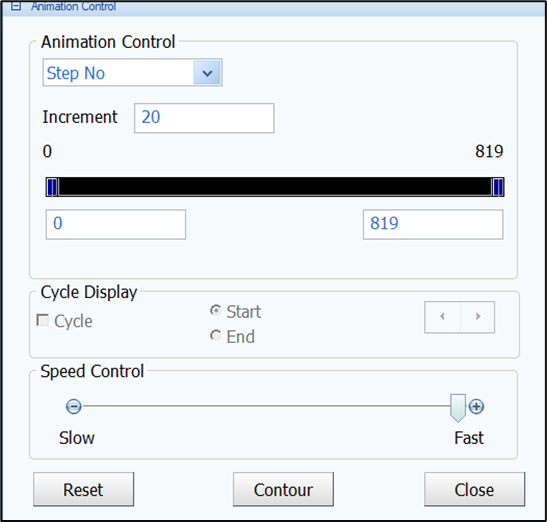 Animation Control
Animation Control
Step No
Increment 20
0 819
0 819
Cycle Display
Cycle
Start
End
Speed Control
Slow Fast
Reset Contour Close